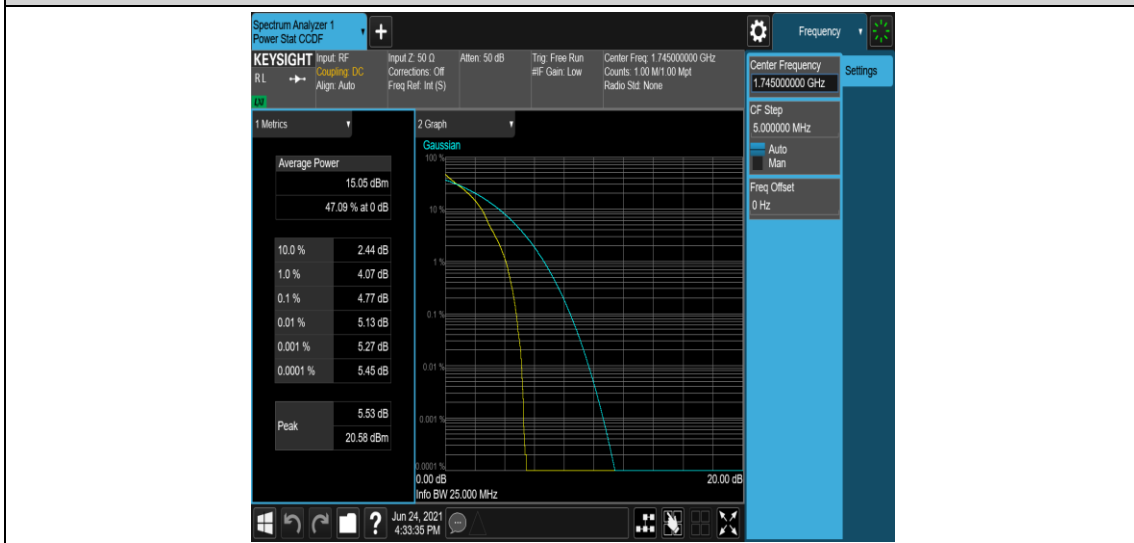 Spectrum Analyzer 1
Power Stat CCDF
+
Frequency
KEYSIGHT
RL
LXI
Input: RF
Coupling: DC
Align: Auto
Input Z: 50 Ω
Corrections: Off
Freq Ref: Int (S)
Atten: 50 dB
Trig: Free Run
#IF Gain: Low
Center Freq: 1.745000000 GHz
Counts: 1.00 M/1.00 Mpt
Radio Std: None
Center Frequency
1.745000000 GHz
Settings
CF Step
5.000000 MHz
Auto
Man
Freq Offset
0 Hz
1 Metrics
Average Power
15.05 dBm
47.09 % at 0 dB
10.0 % 2.44 dB
1.0 % 4.07 dB
0.1 % 4.77 dB
0.01 % 5.13 dB
0.001 % 5.27 dB
0.0001 % 5.45 dB
Peak
5.53 dB
20.58 dBm
2 Graph
Gaussian
100 %
10 %
1 %
0.1 %
0.01 %
0.001 %
0.0001 %
0.00 dB 20.00 dB
Info BW 25.000 MHz
?
Jun 24, 2021
4:33:35 PM